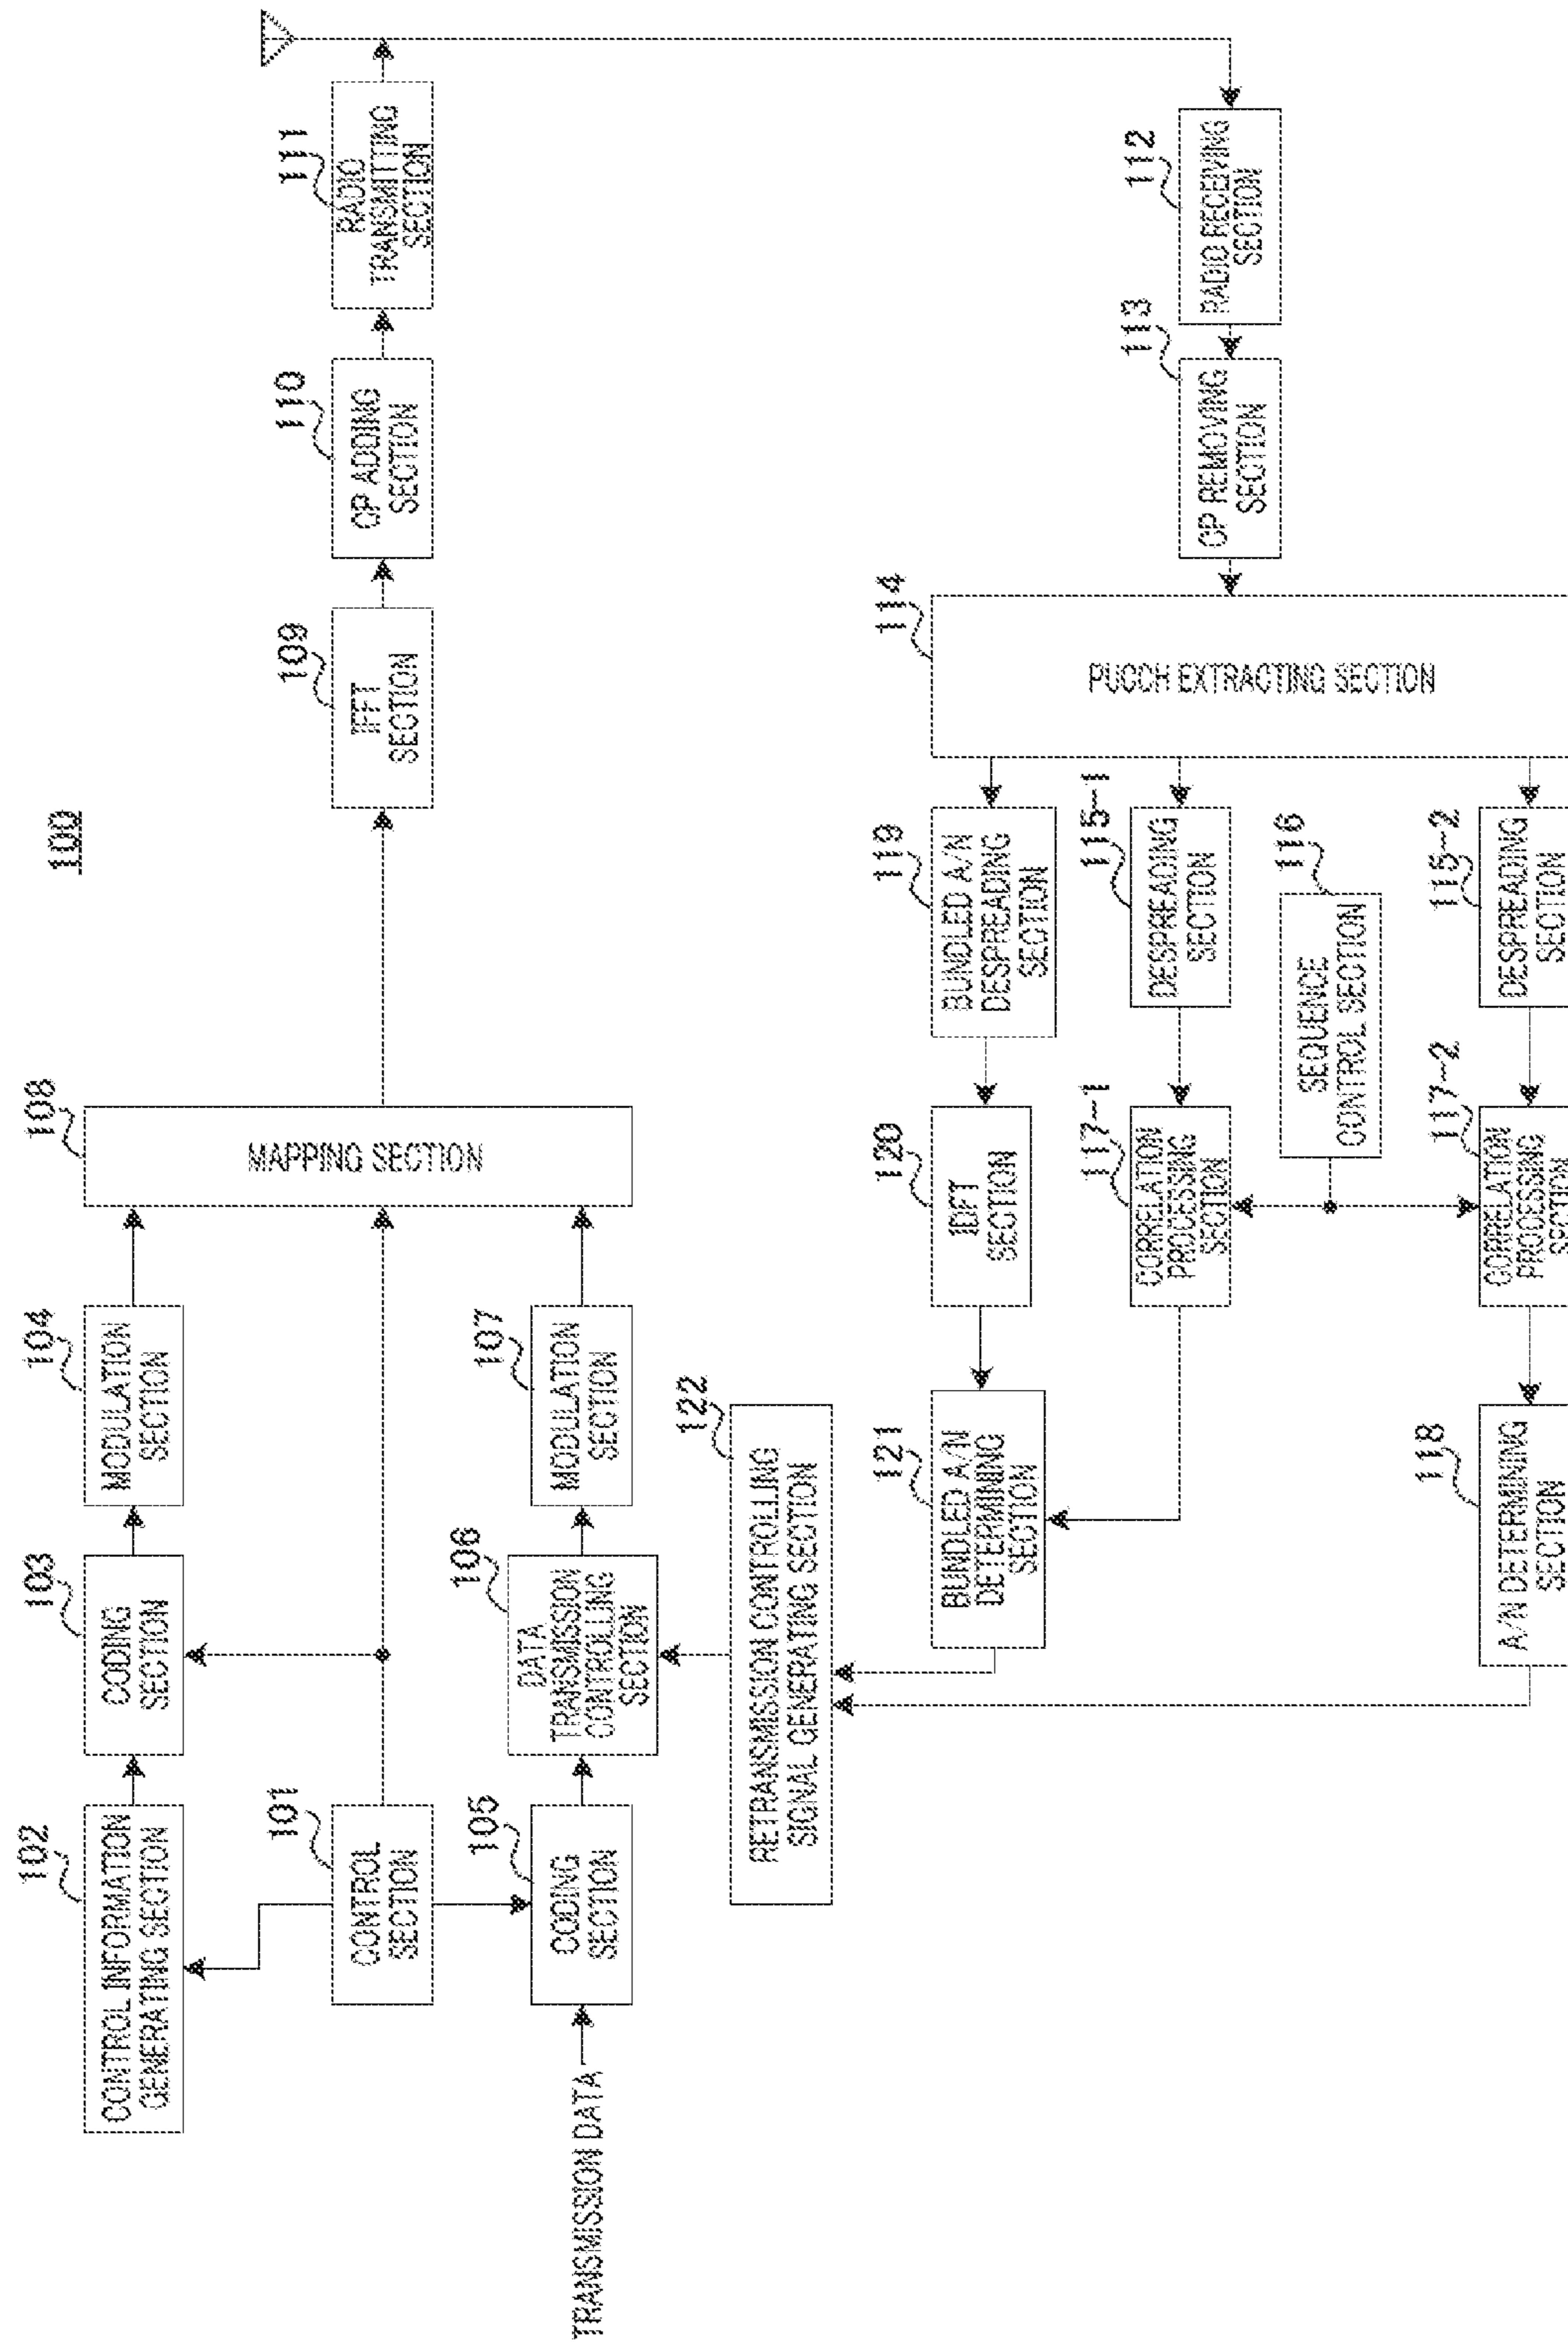 100
102
CONTROL INFORMATION
GENERATING SECTION
103
CODING
SECTION
104
MODULATION
SECTION
108
MAPPING SECTION
109
IFFT
SECTION
110
CP ADDING
SECTION
111
RADIO
TRANSMITTING
SECTION
101
CONTROL
SECTION
TRANSMISSION DATA
105
CODING
SECTION
106
DATA
TRANSMISSION
CONTROLLING
SECTION
107
MODULATION
SECTION
122
RETRANSMISSION CONTROLLING
SIGNAL GENERATING SECTION
121
BUNDLED A/N
DETERMINING
SECTION
120
IDFT
SECTION
119
BUNDLED A/N
DESPREADING
SECTION
114
PUCCH EXTRACTING SECTION
113
CP REMOVING
SECTION
112
RADIO RECEIVING
SECTION
117-1
CORRELATION
PROCESSING
SECTION
115-1
DESPREADING
SECTION
116
SEQUENCE
CONTROL SECTION
118
A/N DETERMINING
SECTION
117-2
CORRELATION
PROCESSING
SECTION
115-2
DESPREADING
SECTION